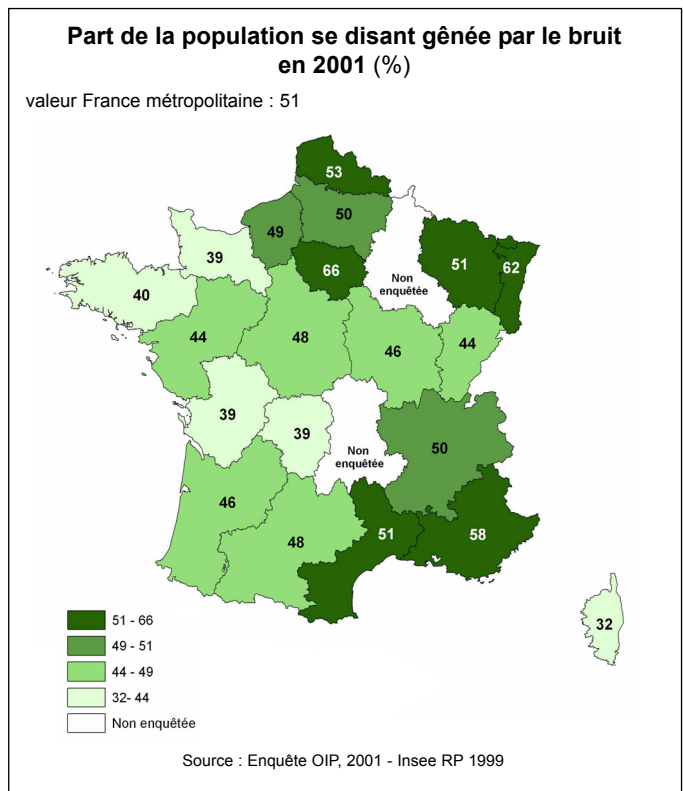 Part de la population se disant gênée par le bruit
en 2001 (%)
valeur France métropolitaine : 51
53
50
49
39
66
51
62
Non
enquêtée
40
44
48
46
44
39
39
Non
enquêtée
50
46
48
51
58
32
51 - 66
49 - 51
44 - 49
32- 44
Non enquêtée
Source : Enquête OIP, 2001 - Insee RP 1999